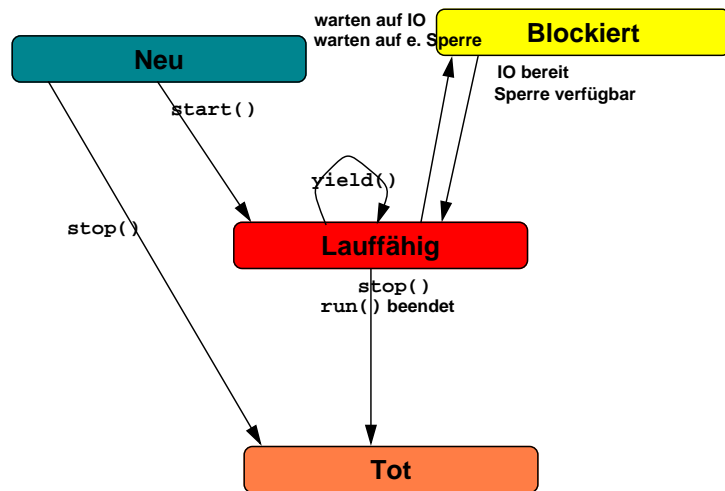 warten auf IO
warten auf e. Sperre
Blockiert
Neu
IO bereit
Sperre verfügbar
start()
yield()
stop()
Lauffähig
stop()
run() beendet
Tot